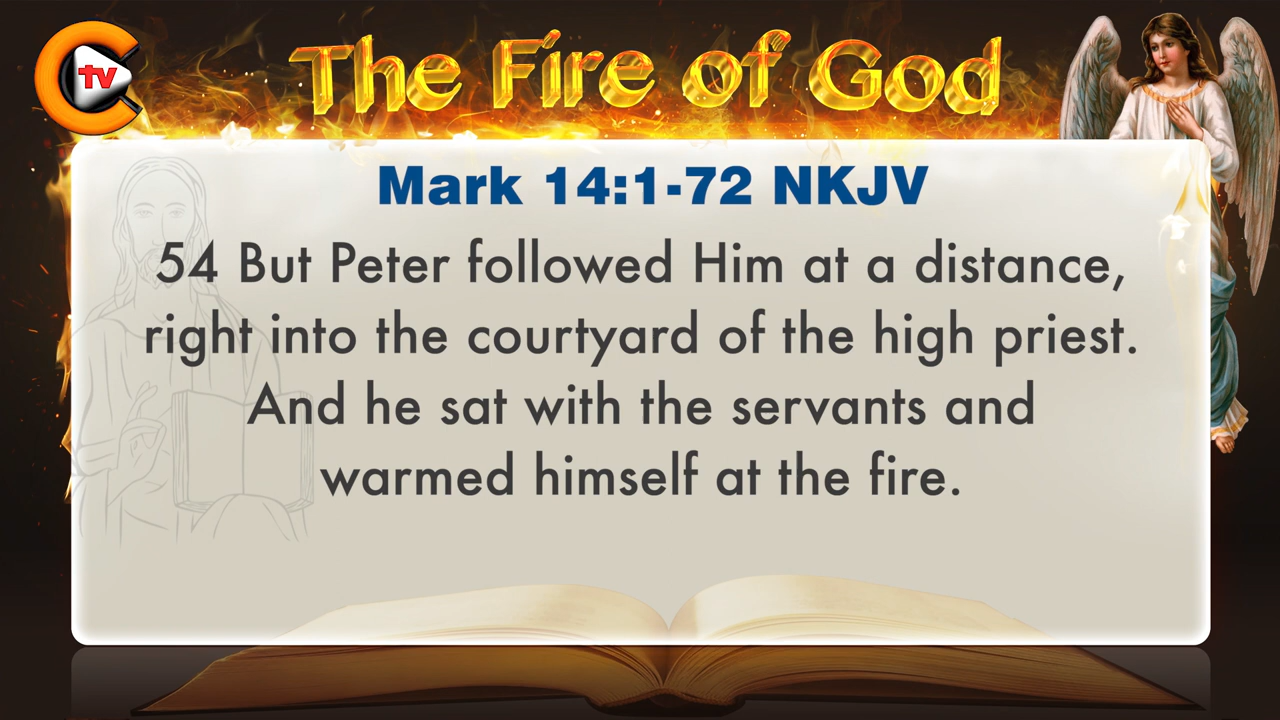 tv
The Fire of God
Mark 14:1-72 NKJV
54 But Peter followed Him at a distance,
right into the courtyard of the high priest.
And he sat with the servants and
warmed himself at the fire.